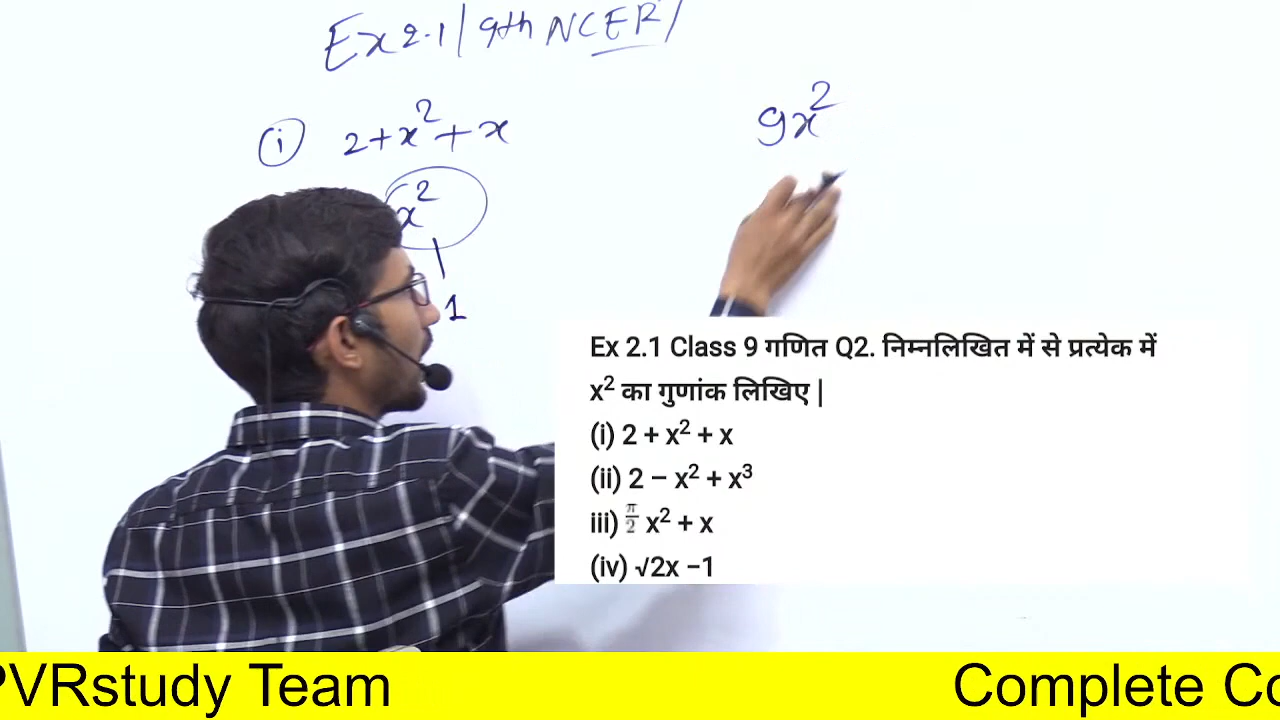 Ex 2.1 / 9th NCER/
(i) 2+x²+x
x²
1
9x²
Ex 2.1 Class 9 गणित Q2. निम्नलिखित में से प्रत्येक में
x² का गुणांक लिखिए |
(i) 2 + x² + x
(ii) 2 – x² + x³
iii) π/2 x² + x
(iv) √2x –1
PVRstudy Team
Complete Co